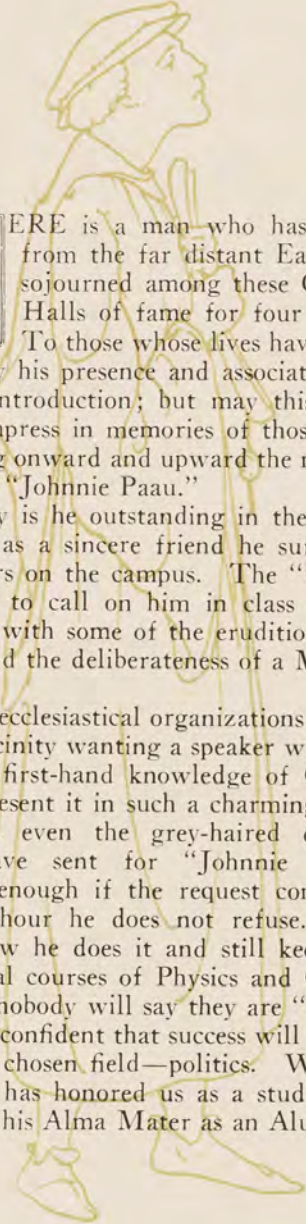 ERE is a man who has
from the far distant Ea
sojourned among these
Halls of fame for four
To those whose lives hav
his presence and associat
ntroduction; but may thi
press in memories of thos
onward and upward the
"Johnnie Paau."
is he outstanding in the
as a sincere friend he su
rs on the campus. The "
to call on him in class
with some of the eruditio
d the deliberateness of a M
ecclesiastical organizations
cinity wanting a speaker w
first-hand knowledge of
esent it in such a charming
even the grey-haired
ve sent for "Johnnie
enough if the request con
hour he does not refuse.
w he does it and still kee
al courses of Physics and
nobody will say they are "
confident that success will
chosen field—politics. W
has honored us as a stud
his Alma Mater as an Alu